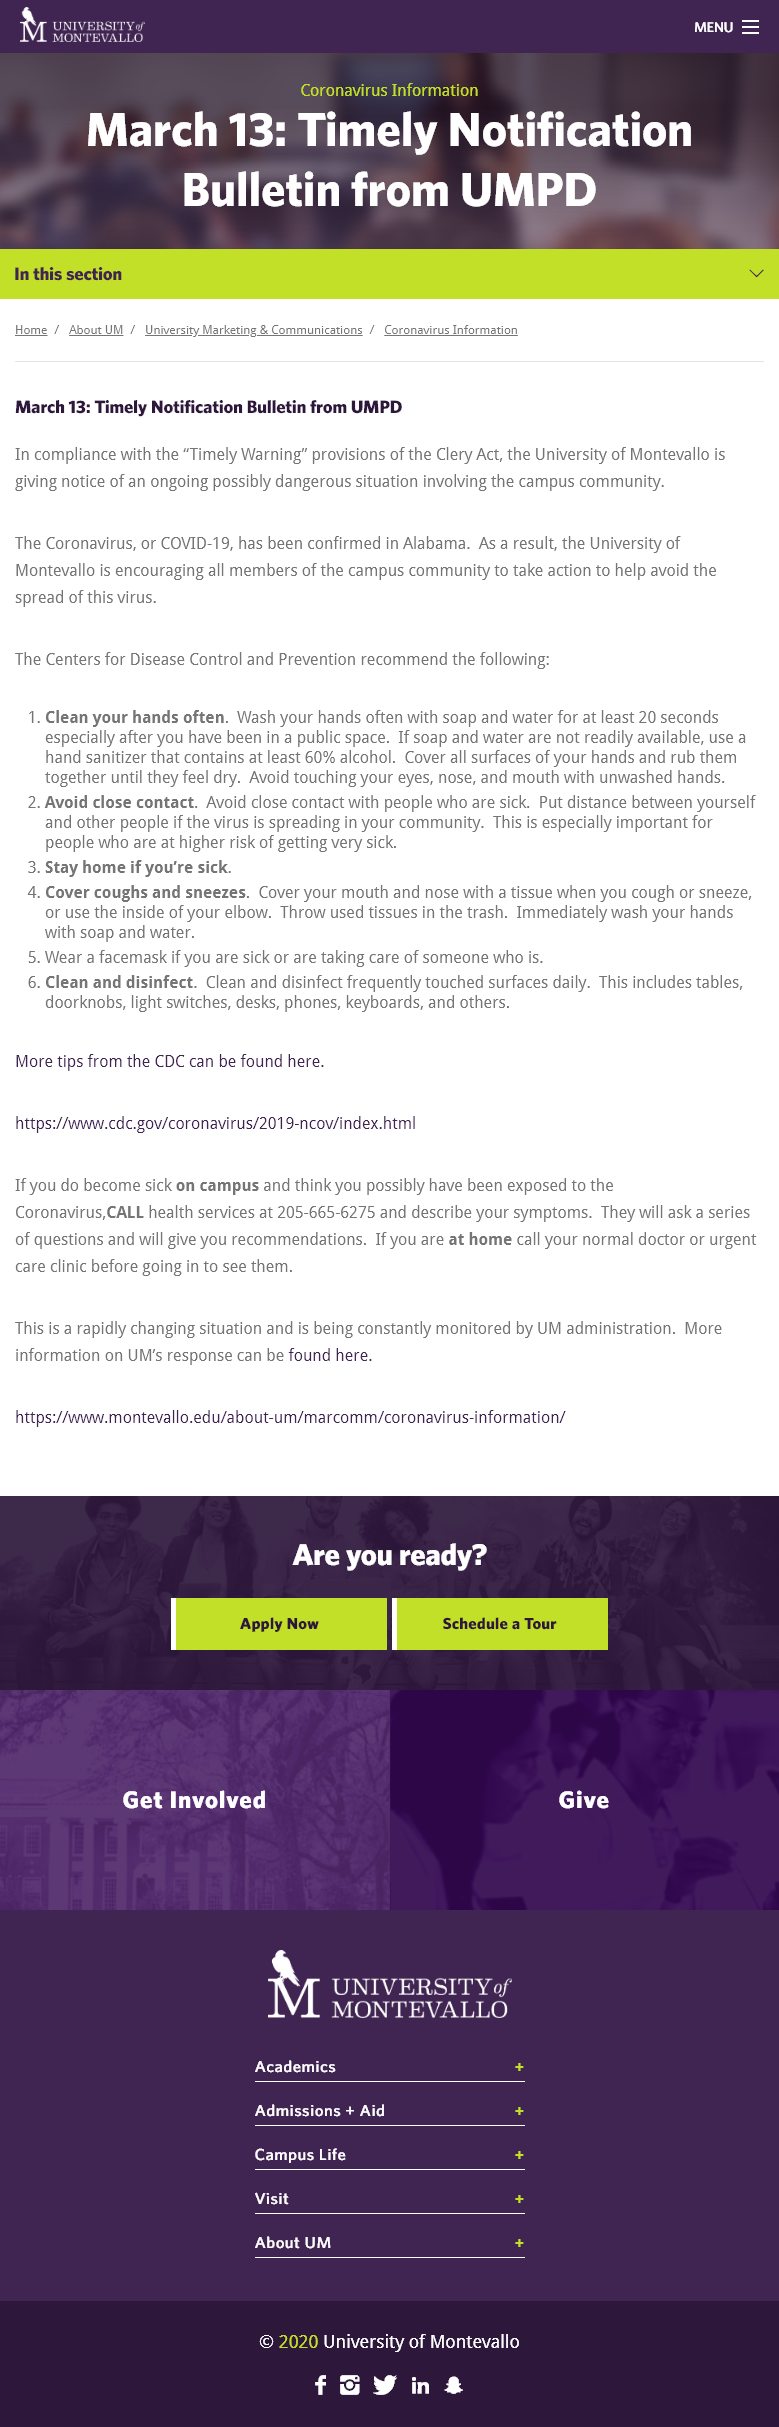 UNIVERSITY of
MONTEVALLO
MENU
Coronavirus Information
March 13: Timely Notification
Bulletin from UMPD
In this section
Home / About UM / University Marketing & Communications / Coronavirus Information
March 13: Timely Notification Bulletin from UMPD
In compliance with the “Timely Warning” provisions of the Clery Act, the University of Montevallo is
giving notice of an ongoing possibly dangerous situation involving the campus community.
The Coronavirus, or COVID-19, has been confirmed in Alabama.  As a result, the University of
Montevallo is encouraging all members of the campus community to take action to help avoid the
spread of this virus.
The Centers for Disease Control and Prevention recommend the following:
1. Clean your hands often.  Wash your hands often with soap and water for at least 20 seconds
especially after you have been in a public space.  If soap and water are not readily available, use a
hand sanitizer that contains at least 60% alcohol.  Cover all surfaces of your hands and rub them
together until they feel dry.  Avoid touching your eyes, nose, and mouth with unwashed hands.
2. Avoid close contact.  Avoid close contact with people who are sick.  Put distance between yourself
and other people if the virus is spreading in your community.  This is especially important for
people who are at higher risk of getting very sick.
3. Stay home if you’re sick.
4. Cover coughs and sneezes.  Cover your mouth and nose with a tissue when you cough or sneeze,
or use the inside of your elbow.  Throw used tissues in the trash.  Immediately wash your hands
with soap and water.
5. Wear a facemask if you are sick or are taking care of someone who is.
6. Clean and disinfect.  Clean and disinfect frequently touched surfaces daily.  This includes tables,
doorknobs, light switches, desks, phones, keyboards, and others.
More tips from the CDC can be found here.
https://www.cdc.gov/coronavirus/2019-ncov/index.html
If you do become sick on campus and think you possibly have been exposed to the
Coronavirus,CALL health services at 205-665-6275 and describe your symptoms.  They will ask a series
of questions and will give you recommendations.  If you are at home call your normal doctor or urgent
care clinic before going in to see them.
This is a rapidly changing situation and is being constantly monitored by UM administration.  More
information on UM’s response can be found here.
https://www.montevallo.edu/about-um/marcomm/coronavirus-information/
Are you ready?
Apply Now
Schedule a Tour
Get Involved
Give
UNIVERSITY of
MONTEVALLO
Academics +
Admissions + Aid +
Campus Life +
Visit +
About UM +
© 2020 University of Montevallo